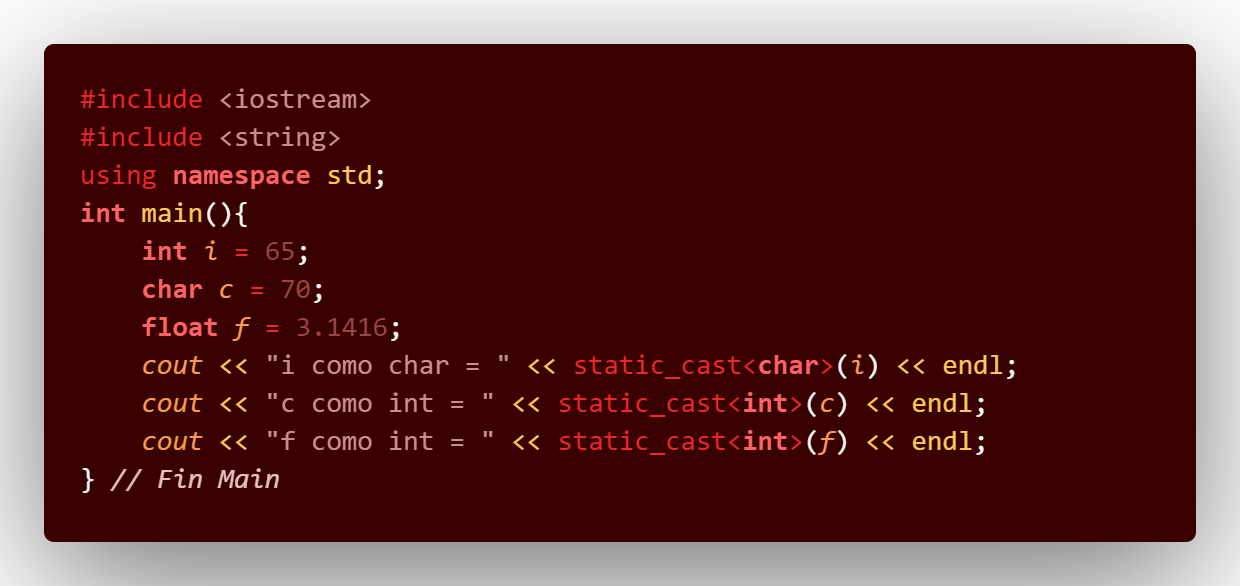 #include <iostream>
#include <string>
using namespace std;
int main(){
    int i = 65;
    char c = 70;
    float f = 3.1416;
    cout << "i como char = " << static_cast<char>(i) << endl;
    cout << "c como int = " << static_cast<int>(c) << endl;
    cout << "f como int = " << static_cast<int>(f) << endl;
} // Fin Main